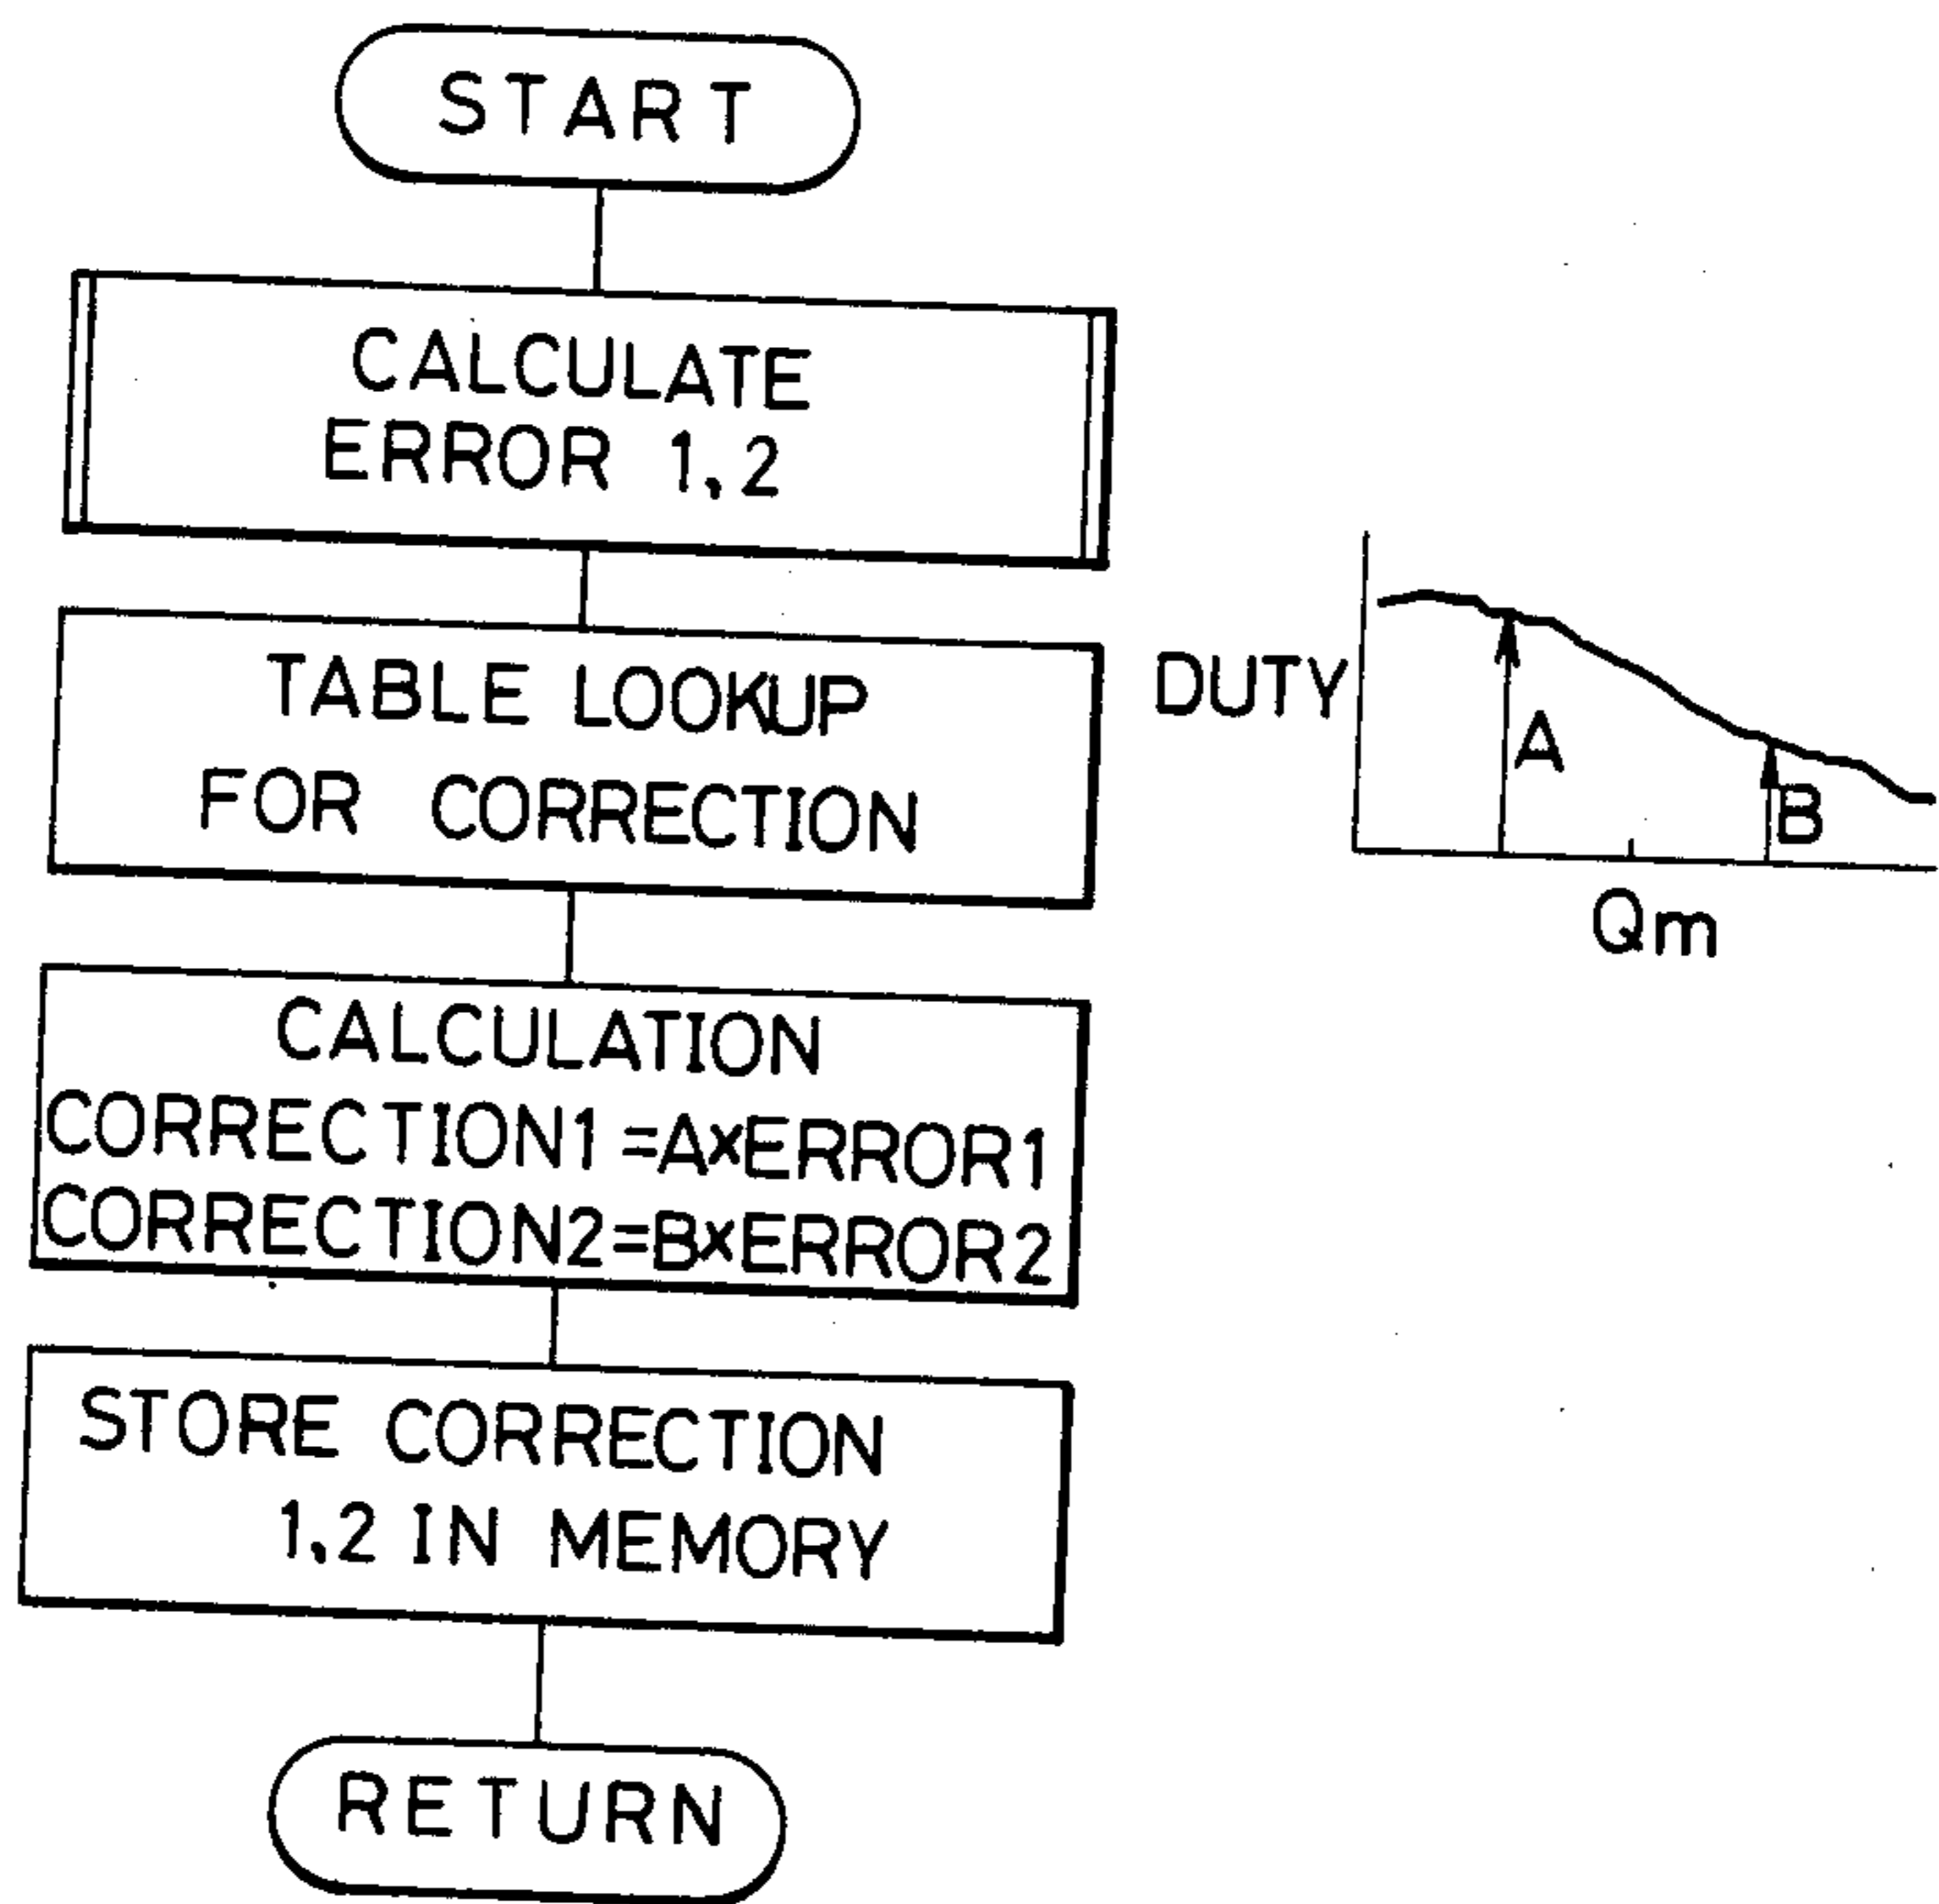 START
CALCULATE
ERROR 1,2
TABLE LOOKUP
FOR CORRECTION
DUTY
A
B
Qm
CALCULATION
CORRECTION1=A×ERROR1
CORRECTION2=B×ERROR2
STORE CORRECTION
1,2 IN MEMORY
RETURN